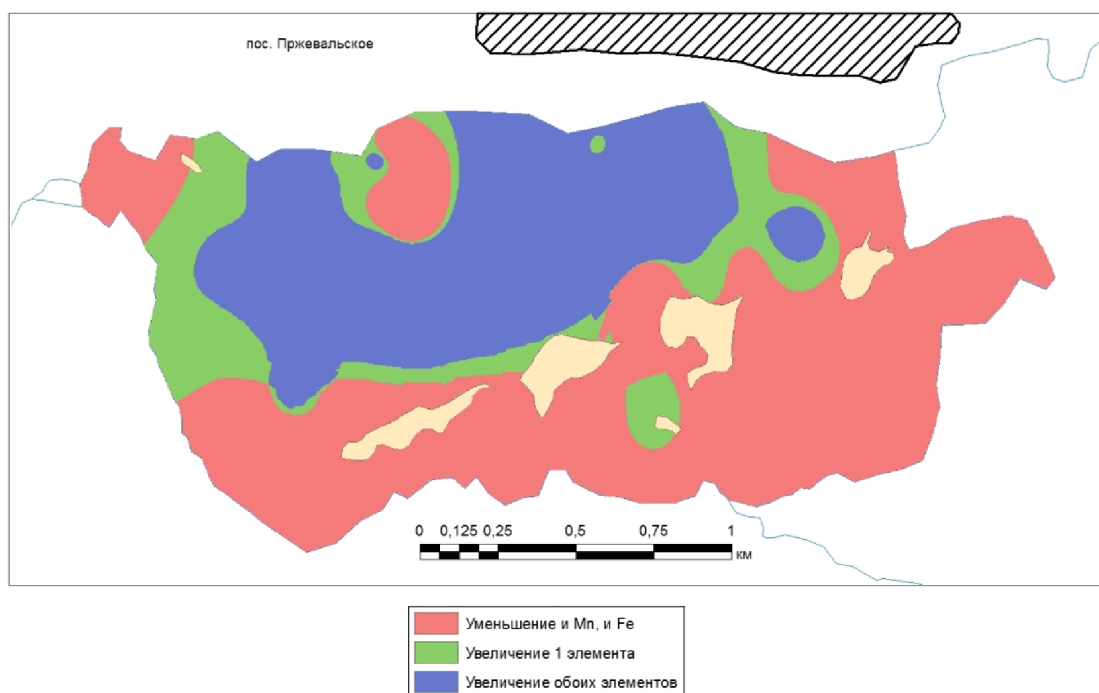 пос. Пржевальское
0 0,125 0,25 0,5 0,75 1
км
Уменьшение и Mn, и Fe
Увеличение 1 элемента
Увеличение обоих элементов